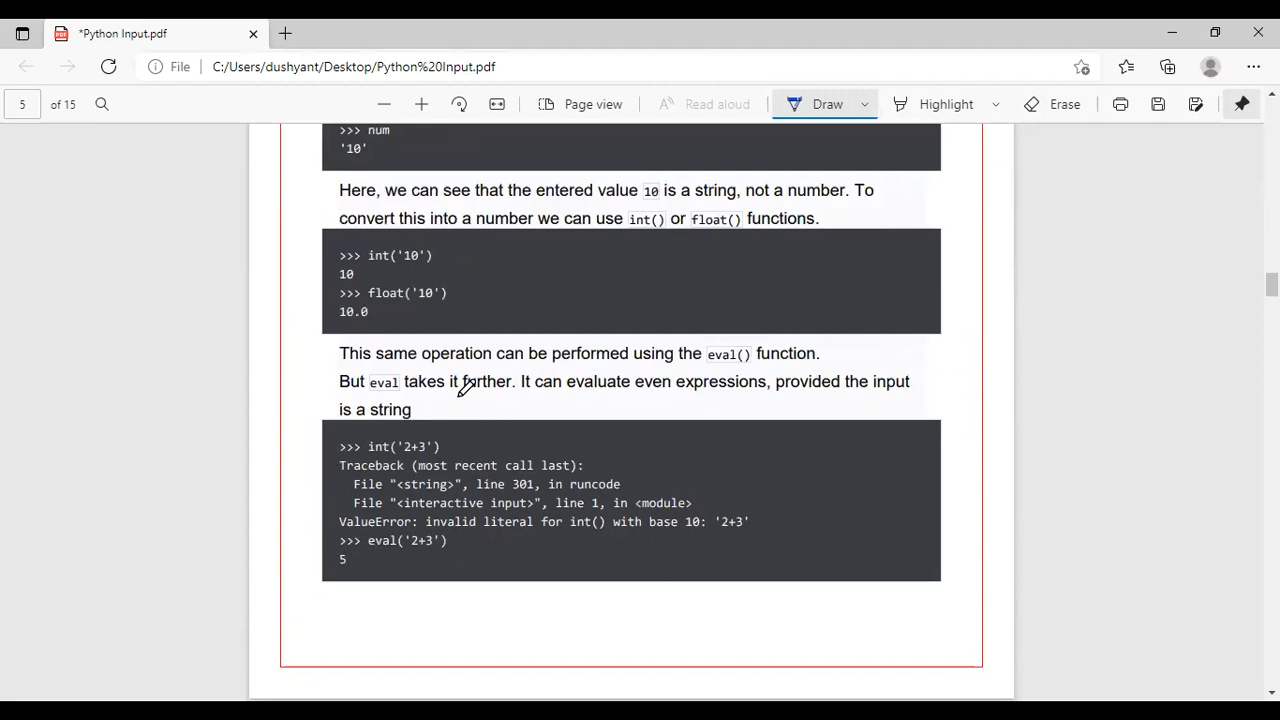 *Python Input.pdf
File
C:/Users/dushyant/Desktop/Python%20Input.pdf
5 of 15
Page view
Read aloud
Draw
Highlight
Erase
>>> num
'10'
Here, we can see that the entered value 10 is a string, not a number. To
convert this into a number we can use int() or float() functions.
>>> int('10')
10
>>> float('10')
10.0
This same operation can be performed using the eval() function.
But eval takes it further. It can evaluate even expressions, provided the input
is a string
>>> int('2+3')
Traceback (most recent call last):
  File "<string>", line 301, in runcode
  File "<interactive input>", line 1, in <module>
ValueError: invalid literal for int() with base 10: '2+3'
>>> eval('2+3')
5